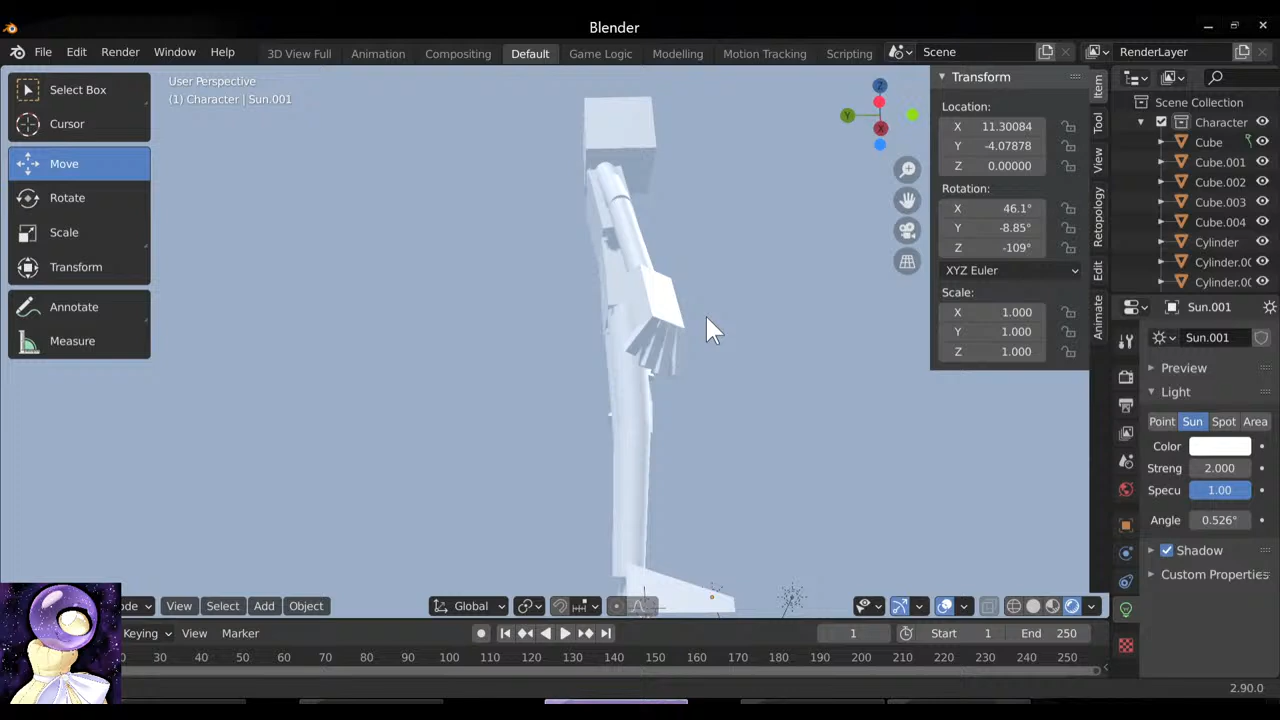 Blender
File Edit Render Window Help 3D View Full Animation Compositing Default Game Logic Modelling Motion Tracking Scripting Scene RenderLayer
Select Box
Cursor
Move
Rotate
Scale
Transform
Annotate
Measure
User Perspective
(1) Character | Sun.001
Z
Y
X
Transform
Location:
X 11.30084
Y -4.07878
Z 0.00000
Rotation:
X 46.1°
Y -8.85°
Z -109°
XYZ Euler
Scale:
X 1.000
Y 1.000
Z 1.000
Item
Tool
View
Retopology
Edit
Animate
Scene Collection
Character
Cube
Cube.001
Cube.002
Cube.003
Cube.004
Cylinder
Cylinder.00
Cylinder.00
Sun.001
Sun.001
Preview
Light
Point Sun Spot Area
Color
Streng 2.000
Specu 1.00
Angle 0.526°
Shadow
Custom Properties
ode View Select Add Object Global
Keying View Marker 1 Start 1 End 250
30 40 50 60 70 80 90 100 110 120 130 140 150 160 170 180 190 200 210 220 230 240 250
2.90.0